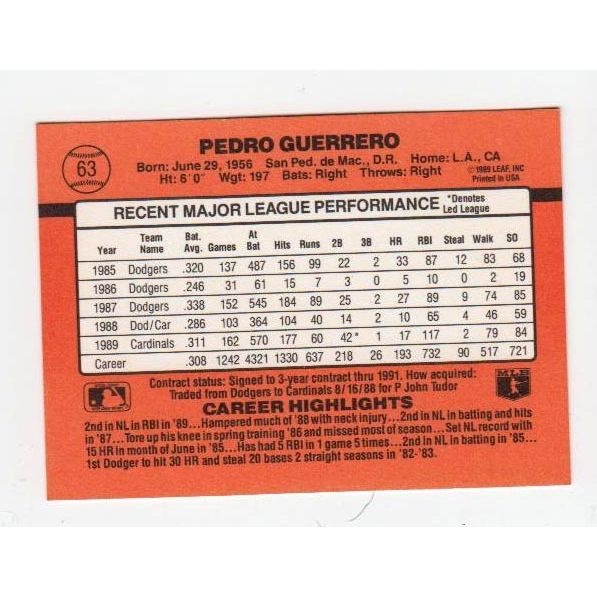 63
PEDRO GUERRERO
Born: June 29, 1956 San Ped. de Mac., D.R. Home: L.A., CA
Ht: 6'0" Wgt: 197 Bats: Right Throws: Right
©1989 LEAF, INC
Printed in USA
RECENT MAJOR LEAGUE PERFORMANCE *Denotes Led League
Year Team Name Bat. Avg. Games At Bat Hits Runs 2B 3B HR RBI Steal Walk SO
1985 Dodgers .320 137 487 156 99 22 2 33 87 12 83 68
1986 Dodgers .246 31 61 15 7 3 0 5 10 0 2 19
1987 Dodgers .338 152 545 184 89 25 2 27 89 9 74 85
1988 Dod/Car .286 103 364 104 40 14 2 10 65 4 46 59
1989 Cardinals .311 162 570 177 60 42* 1 17 117 2 79 84
Career .308 1242 4321 1330 637 218 26 193 732 90 517 721
Contract status: Signed to 3-year contract thru 1991. How acquired:
Traded from Dodgers to Cardinals 8/16/88 for P John Tudor
MLB
CAREER HIGHLIGHTS
2nd in NL in RBI in '89...Hampered much of '88 with neck injury...2nd in NL in batting and hits
in '87...Tore up his knee in spring training '86 and missed most of season...Set NL record with
15 HR in month of June in '85...Has had 5 RBI in 1 game 5 times...2nd in NL in batting in '85...
1st Dodger to hit 30 HR and steal 20 bases 2 straight seasons in '82-'83.